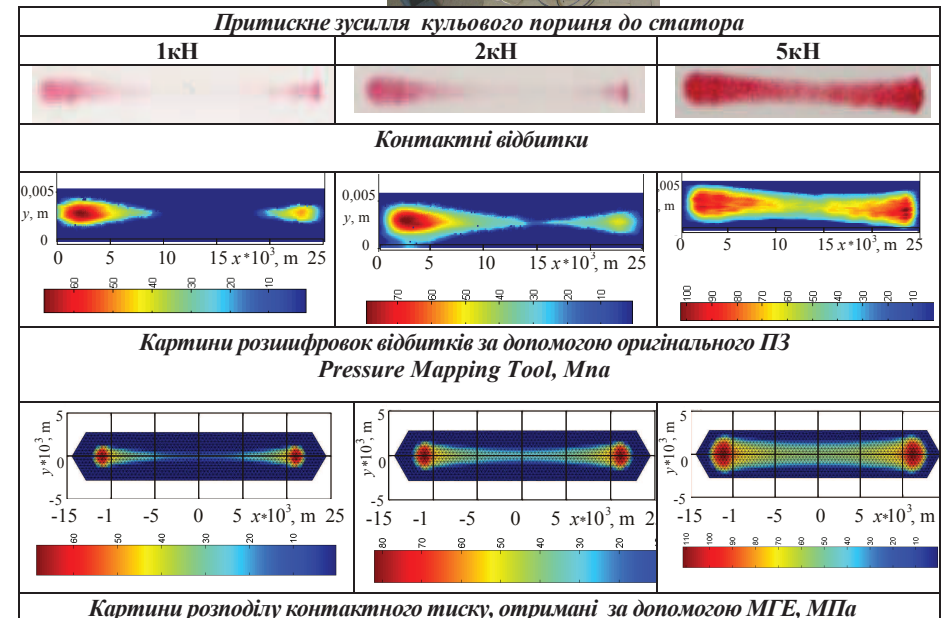 Притискне зусилля кульового поршня до статора
1кН 2кН 5кН
Контактні відбитки
0,005 0,005 ,005
y, m y, m , m
0 0 0
0 5 10 15 x*10³, m 25 0 5 10 15 x*10³, m 25 0 5 10 15 x*10³, m 25
60 50 40 30 20 10 70 60 50 40 30 20 10 100 90 80 70 60 50 40 30 20 10
Картини розшифровок відбитків за допомогою оригінального ПЗ
Pressure Mapping Tool, Мпа
5 5 5
y*10³, m y*10³, m y*10³, m
0 0 0
-5 -5 -5
-15 -1 -5 0 5 x*10³, m 25 -15 -1 -5 0 5 x*10³, m 2 -15 -1 -5 0 5 x*10³, m
60 50 40 30 20 10 80 70 60 50 40 30 20 10 110 100 90 80 70 60 50 40 30 20 10
Картини розподілу контактного тиску, отримані за допомогою МГЕ, МПа